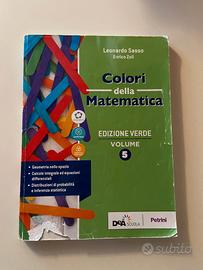 Leonardo Sasso
Enrico Zoli
Colori
della
Matematica
EDIZIONE VERDE
VOLUME
5
• Geometria nello spazio
• Calcolo integrale ed equazioni
differenziali
• Distribuzioni di probabilità
e inferenza statistica
DeA SCUOLA
Petrini
subito